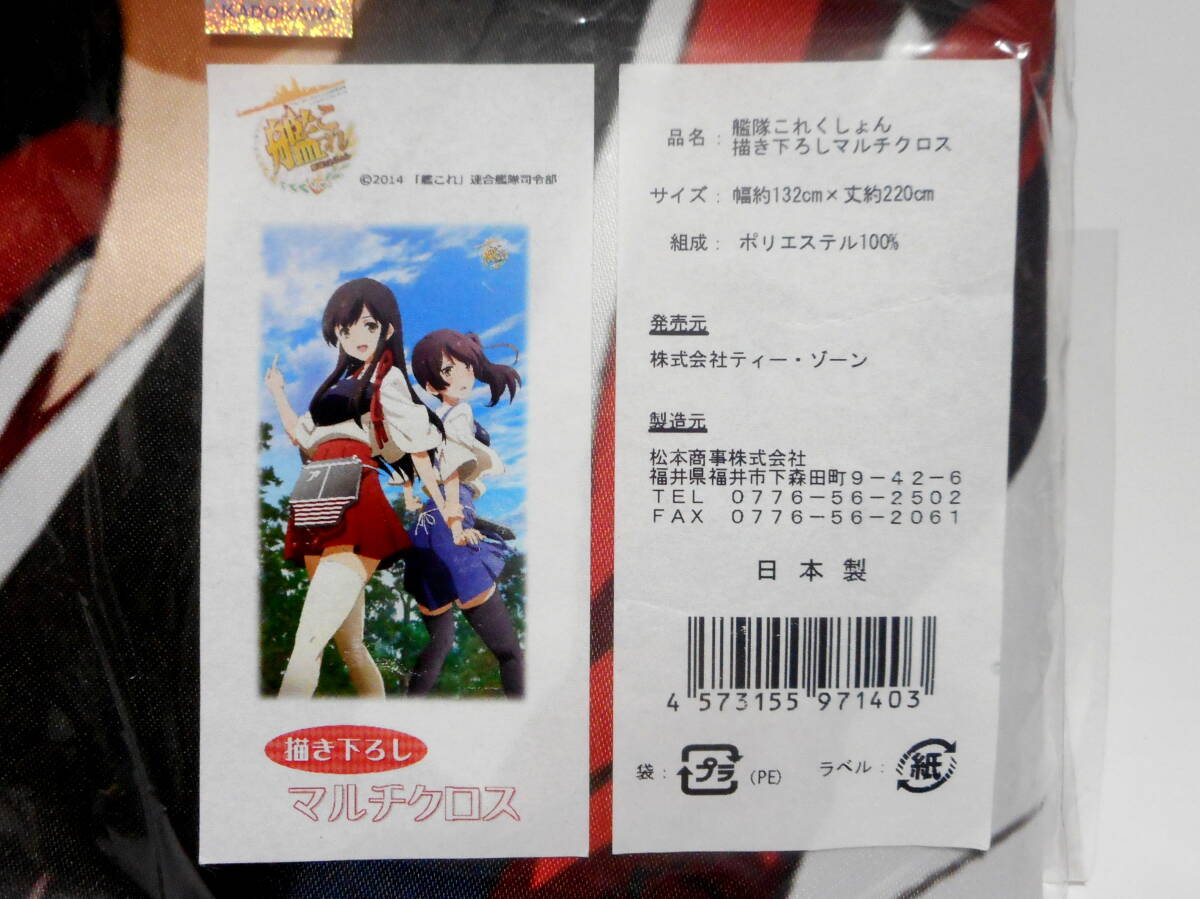 KADOKAWA
艦これ
©2014 「艦これ」連合艦隊司令部
ア
描き下ろし
マルチクロス
品名： 艦隊これくしょん
描き下ろしマルチクロス
サイズ： 幅約132cm×丈約220cm
組成： ポリエステル100%
発売元
株式会社ティー・ゾーン
製造元
松本商事株式会社
福井県福井市下森田町９−４２−６
ＴＥＬ ０７７６−５６−２５０２
ＦＡＸ ０７７６−５６−２０６１
日本製
4 573155 971403
袋： プラ (PE) ラベル： 紙